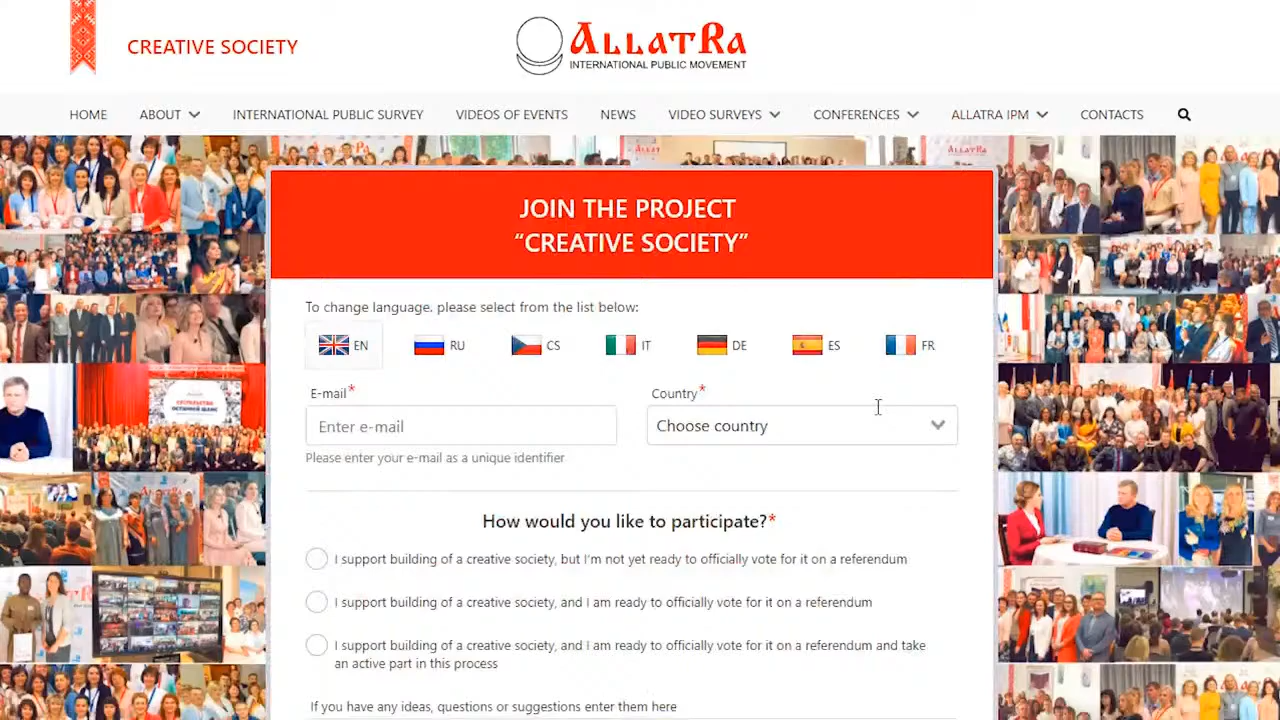 CREATIVE SOCIETY
ALLATRA
INTERNATIONAL PUBLIC MOVEMENT
HOME ABOUT INTERNATIONAL PUBLIC SURVEY VIDEOS OF EVENTS NEWS VIDEO SURVEYS CONFERENCES ALLATRA IPM CONTACTS
JOIN THE PROJECT
“CREATIVE SOCIETY”
To change language, please select from the list below:
EN RU CS IT DE ES FR
E-mail* Country*
Enter e-mail Choose country
Please enter your e-mail as a unique identifier
How would you like to participate?*
I support building of a creative society, but I'm not yet ready to officially vote for it on a referendum
I support building of a creative society, and I am ready to officially vote for it on a referendum
I support building of a creative society, and I am ready to officially vote for it on a referendum and take
an active part in this process
If you have any ideas, questions or suggestions enter them here